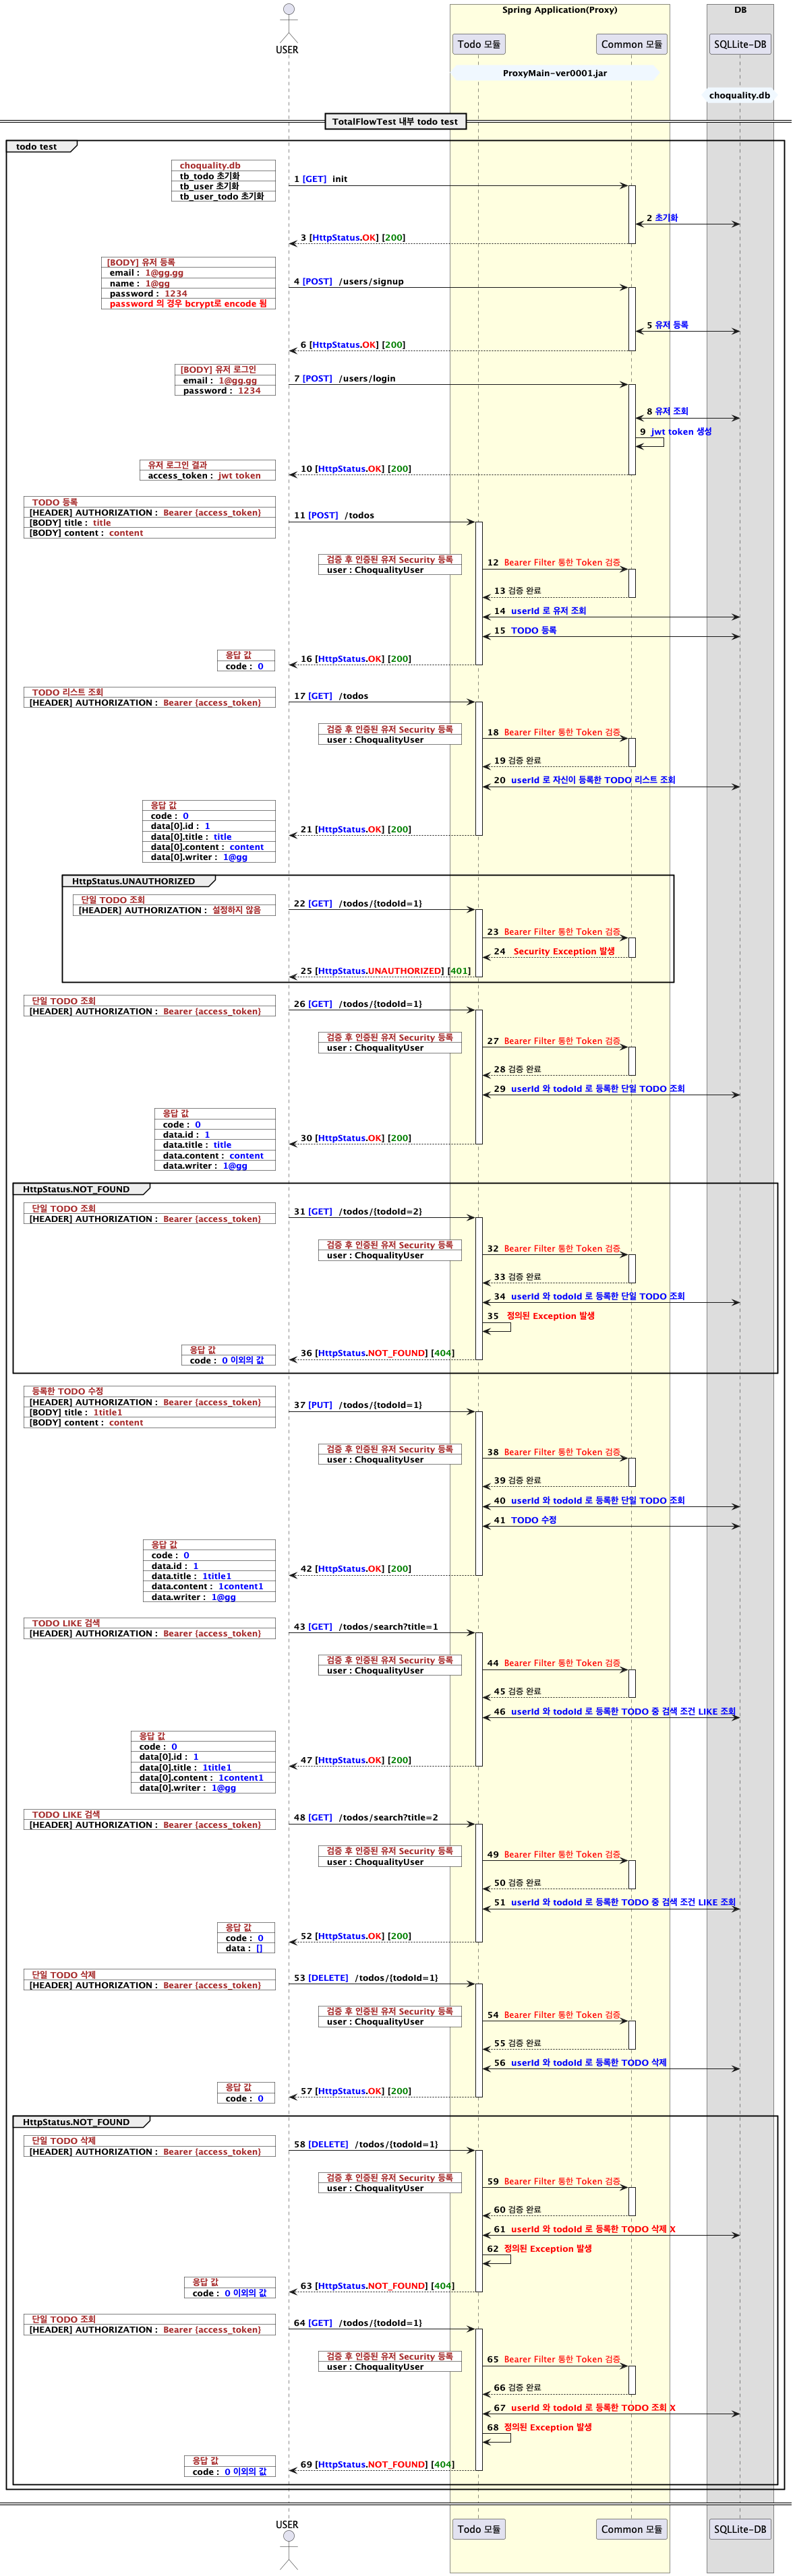 Spring Application(Proxy)
DB
USER
Todo 모듈
Common 모듈
SQLLite-DB
ProxyMain-ver0001.jar
choquality.db
TotalFlowTest 내부 todo test
todo test
choquality.db
tb_todo 초기화
tb_user 초기화
tb_user_todo 초기화
1 [GET] init
2 초기화
3 [HttpStatus.OK] [200]
[BODY] 유저 등록
email : 1@gg.gg
name : 1@gg
password : 1234
password 의 경우 bcrypt로 encode 됨
4 [POST] /users/signup
5 유저 등록
6 [HttpStatus.OK] [200]
[BODY] 유저 로그인
email : 1@gg.gg
password : 1234
7 [POST] /users/login
8 유저 조회
9 jwt token 생성
유저 로그인 결과
access_token : jwt token
10 [HttpStatus.OK] [200]
TODO 등록
[HEADER] AUTHORIZATION : Bearer {access_token}
[BODY] title : title
[BODY] content : content
11 [POST] /todos
검증 후 인증된 유저 Security 등록
user : ChoqualityUser
12 Bearer Filter 통한 Token 검증
13 검증 완료
14 userId 로 유저 조회
15 TODO 등록
응답 값
code : 0
16 [HttpStatus.OK] [200]
TODO 리스트 조회
[HEADER] AUTHORIZATION : Bearer {access_token}
17 [GET] /todos
검증 후 인증된 유저 Security 등록
user : ChoqualityUser
18 Bearer Filter 통한 Token 검증
19 검증 완료
20 userId 로 자신이 등록한 TODO 리스트 조회
응답 값
code : 0
data[0].id : 1
data[0].title : title
data[0].content : content
data[0].writer : 1@gg
21 [HttpStatus.OK] [200]
HttpStatus.UNAUTHORIZED
단일 TODO 조회
[HEADER] AUTHORIZATION : 설정하지 않음
22 [GET] /todos/{todoId=1}
23 Bearer Filter 통한 Token 검증
24 Security Exception 발생
25 [HttpStatus.UNAUTHORIZED] [401]
단일 TODO 조회
[HEADER] AUTHORIZATION : Bearer {access_token}
26 [GET] /todos/{todoId=1}
검증 후 인증된 유저 Security 등록
user : ChoqualityUser
27 Bearer Filter 통한 Token 검증
28 검증 완료
29 userId 와 todoId 로 등록한 단일 TODO 조회
응답 값
code : 0
data.id : 1
data.title : title
data.content : content
data.writer : 1@gg
30 [HttpStatus.OK] [200]
HttpStatus.NOT_FOUND
단일 TODO 조회
[HEADER] AUTHORIZATION : Bearer {access_token}
31 [GET] /todos/{todoId=2}
검증 후 인증된 유저 Security 등록
user : ChoqualityUser
32 Bearer Filter 통한 Token 검증
33 검증 완료
34 userId 와 todoId 로 등록한 단일 TODO 조회
35 정의된 Exception 발생
응답 값
code : 0 이외의 값
36 [HttpStatus.NOT_FOUND] [404]
등록한 TODO 수정
[HEADER] AUTHORIZATION : Bearer {access_token}
[BODY] title : 1title1
[BODY] content : content
37 [PUT] /todos/{todoId=1}
검증 후 인증된 유저 Security 등록
user : ChoqualityUser
38 Bearer Filter 통한 Token 검증
39 검증 완료
40 userId 와 todoId 로 등록한 단일 TODO 조회
41 TODO 수정
응답 값
code : 0
data.id : 1
data.title : 1title1
data.content : 1content1
data.writer : 1@gg
42 [HttpStatus.OK] [200]
TODO LIKE 검색
[HEADER] AUTHORIZATION : Bearer {access_token}
43 [GET] /todos/search?title=1
검증 후 인증된 유저 Security 등록
user : ChoqualityUser
44 Bearer Filter 통한 Token 검증
45 검증 완료
46 userId 와 todoId 로 등록한 TODO 중 검색 조건 LIKE 조회
응답 값
code : 0
data[0].id : 1
data[0].title : 1title1
data[0].content : 1content1
data[0].writer : 1@gg
47 [HttpStatus.OK] [200]
TODO LIKE 검색
[HEADER] AUTHORIZATION : Bearer {access_token}
48 [GET] /todos/search?title=2
검증 후 인증된 유저 Security 등록
user : ChoqualityUser
49 Bearer Filter 통한 Token 검증
50 검증 완료
51 userId 와 todoId 로 등록한 TODO 중 검색 조건 LIKE 조회
응답 값
code : 0
data : []
52 [HttpStatus.OK] [200]
단일 TODO 삭제
[HEADER] AUTHORIZATION : Bearer {access_token}
53 [DELETE] /todos/{todoId=1}
검증 후 인증된 유저 Security 등록
user : ChoqualityUser
54 Bearer Filter 통한 Token 검증
55 검증 완료
56 userId 와 todoId 로 등록한 TODO 삭제
응답 값
code : 0
57 [HttpStatus.OK] [200]
HttpStatus.NOT_FOUND
단일 TODO 삭제
[HEADER] AUTHORIZATION : Bearer {access_token}
58 [DELETE] /todos/{todoId=1}
검증 후 인증된 유저 Security 등록
user : ChoqualityUser
59 Bearer Filter 통한 Token 검증
60 검증 완료
61 userId 와 todoId 로 등록한 TODO 삭제 X
62 정의된 Exception 발생
응답 값
code : 0 이외의 값
63 [HttpStatus.NOT_FOUND] [404]
단일 TODO 조회
[HEADER] AUTHORIZATION : Bearer {access_token}
64 [GET] /todos/{todoId=1}
검증 후 인증된 유저 Security 등록
user : ChoqualityUser
65 Bearer Filter 통한 Token 검증
66 검증 완료
67 userId 와 todoId 로 등록한 TODO 조회 X
68 정의된 Exception 발생
응답 값
code : 0 이외의 값
69 [HttpStatus.NOT_FOUND] [404]
USER
Todo 모듈
Common 모듈
SQLLite-DB